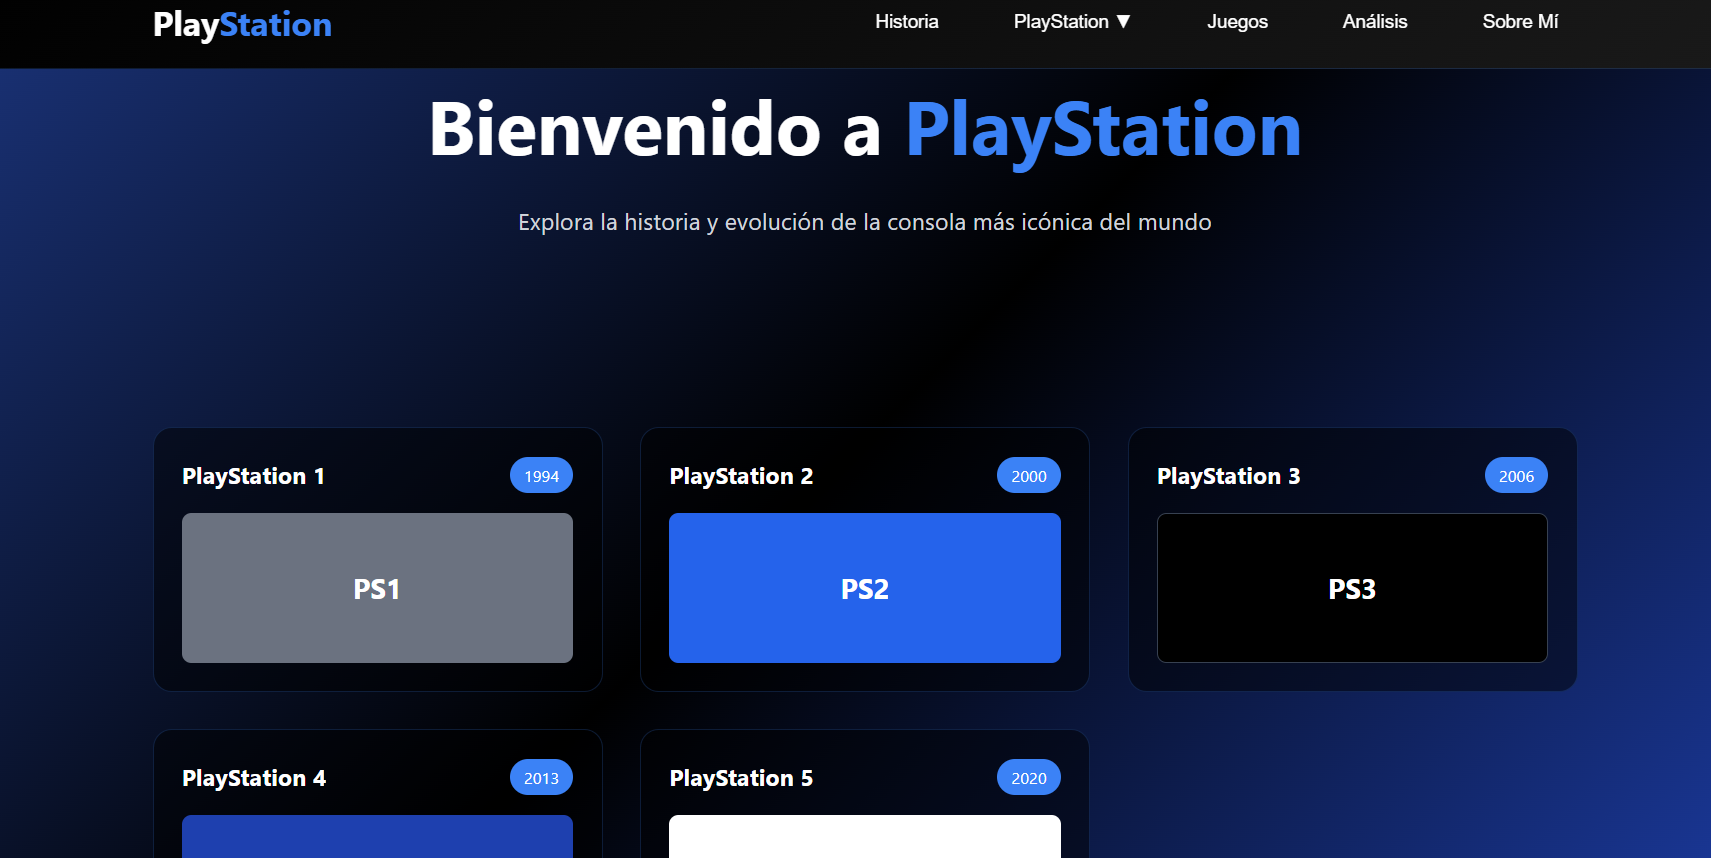 PlayStation
Historia
PlayStation ▼
Juegos
Análisis
Sobre Mí
Bienvenido a PlayStation
Explora la historia y evolución de la consola más icónica del mundo
PlayStation 1
1994
PS1
PlayStation 2
2000
PS2
PlayStation 3
2006
PS3
PlayStation 4
2013
PlayStation 5
2020